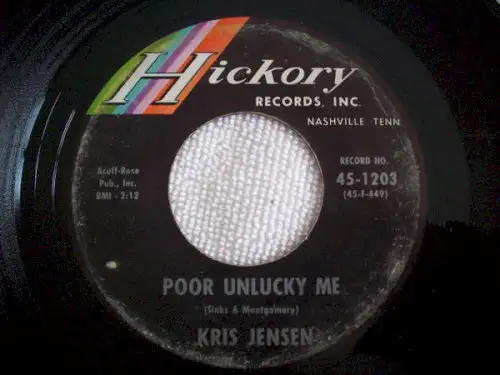 Hickory
RECORDS, INC.
NASHVILLE TENN
Acuff-Rose
Pub., Inc.
BMI - 2:12
RECORD NO.
45-1203
(45-F-449)
POOR UNLUCKY ME
(Sinks & Montgomery)
KRIS JENSEN